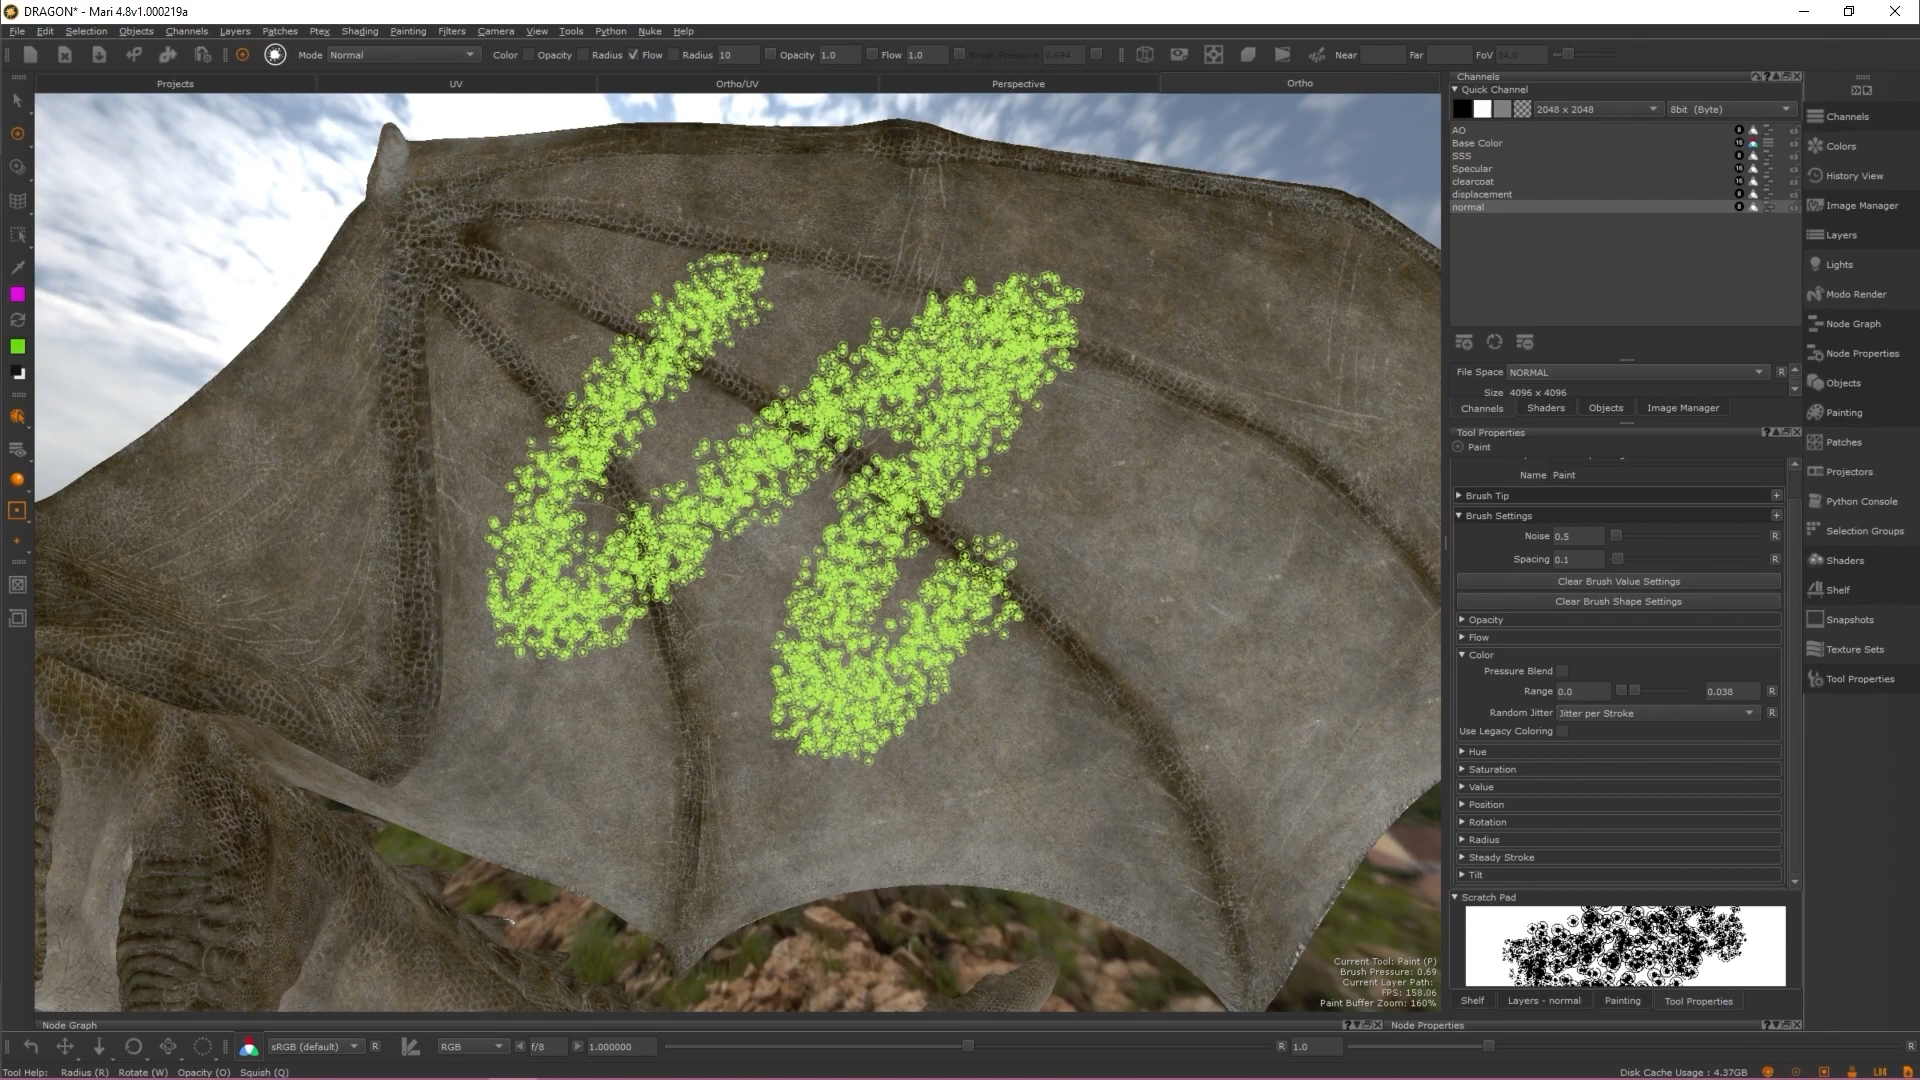 DRAGON* - Mari 4.8v1.000219a
File Edit Selection Objects Channels Layers Patches Ptex Shading Painting Filters Camera View Tools Python Nuke Help
Mode Normal Color Opacity Radius Flow Radius 10 Opacity 1.0 Flow 1.0 Brush Pressure 0.694 Near Far FoV 34.0
Projects UV Ortho/UV Perspective Ortho
Channels
Quick Channel
2048 x 2048 8bit (Byte)
AO
Base Color
SSS
Specular
clearcoat
displacement
normal
File Space NORMAL R
Size 4096 x 4096
Channels Shaders Objects Image Manager
Tool Properties
Paint
Name Paint
Brush Tip
Brush Settings
Noise 0.5 R
Spacing 0.1 R
Clear Brush Value Settings
Clear Brush Shape Settings
Opacity
Flow
Color
Pressure Blend
Range 0.0 0.038 R
Random Jitter Jitter per Stroke R
Use Legacy Coloring
Hue
Saturation
Value
Position
Rotation
Radius
Steady Stroke
Tilt
Scratch Pad
Shelf Layers - normal Painting Tool Properties
Channels
Colors
History View
Image Manager
Layers
Lights
Modo Render
Node Graph
Node Properties
Objects
Painting
Patches
Projectors
Python Console
Selection Groups
Shaders
Shelf
Snapshots
Texture Sets
Tool Properties
Current Tool: Paint (P)
Brush Pressure: 0.69
Current Layer Path:
FPS: 158.06
Paint Buffer Zoom: 160%
Node Graph Node Properties
sRGB (default) R RGB f/8 1.000000 R 1.0 R
Tool Help: Radius (R) Rotate (W) Opacity (O) Squish (Q) Disk Cache Usage : 4.37GB